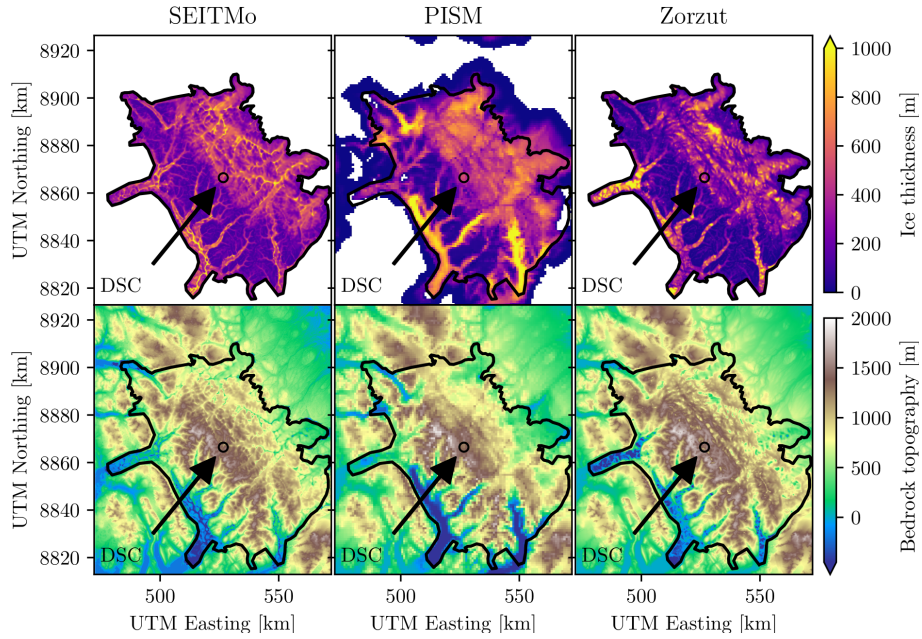 SEITMo PISM Zorzut
8920
8900
8880
8860
8840
8820
UTM Northing [km]
DSC DSC DSC
1000
800
600
400
200
0
Ice thickness [m]
8920
8900
8880
8860
8840
8820
UTM Northing [km]
DSC DSC DSC
2000
1500
1000
500
0
Bedrock topography [m]
500 550 500 550 500 550
UTM Easting [km] UTM Easting [km] UTM Easting [km]